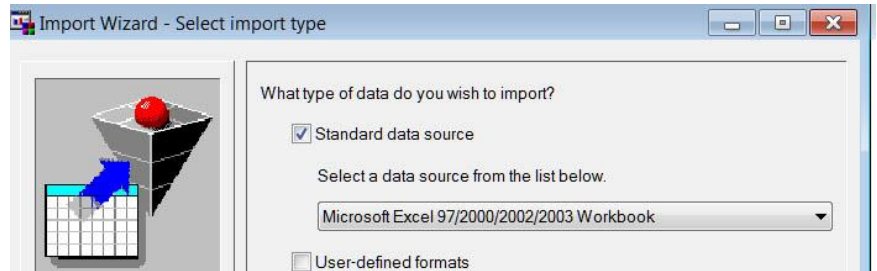 Import Wizard - Select import type
What type of data do you wish to import?
Standard data source
Select a data source from the list below.
Microsoft Excel 97/2000/2002/2003 Workbook
User-defined formats